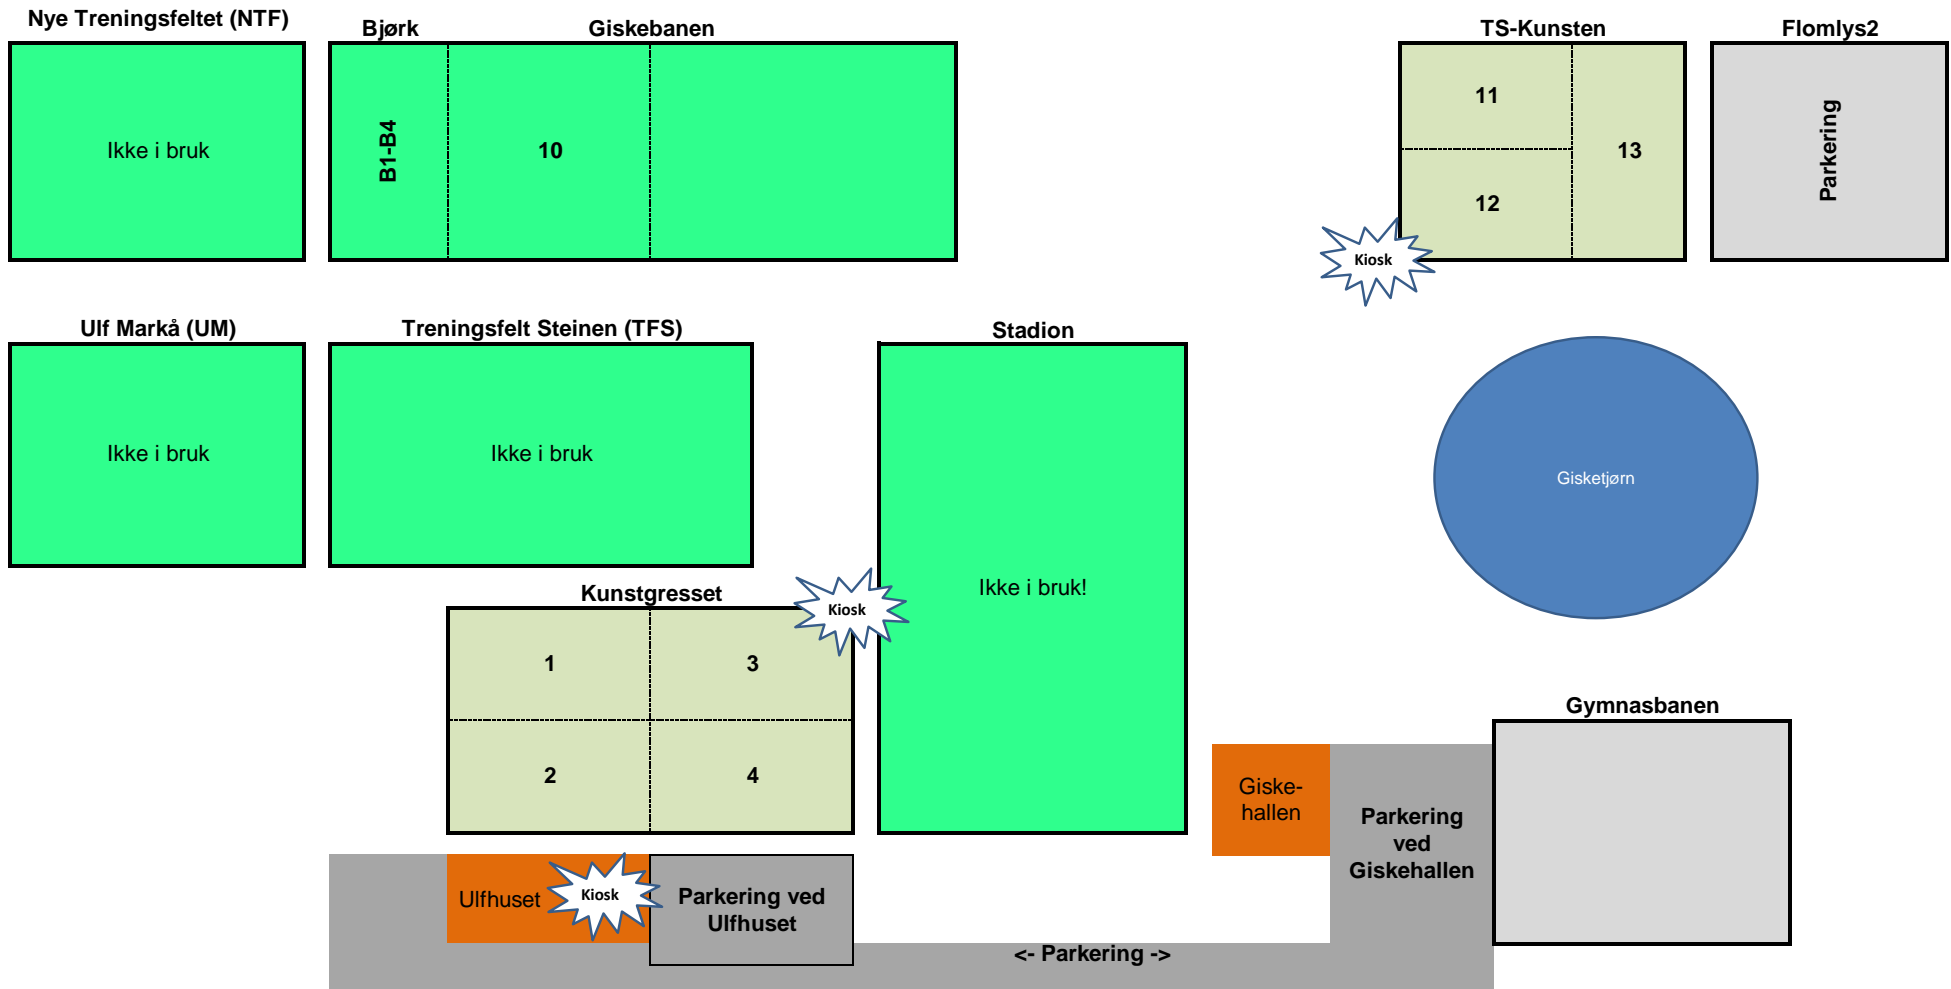 Nye Treningsfeltet (NTF)
Bjørk
Giskebanen
TS-Kunsten
Flomlys2
Ikke i bruk
B1-B4
10
11
12
13
Parkering
Kiosk
Ulf Markå (UM)
Treningsfelt Steinen (TFS)
Stadion
Ikke i bruk
Ikke i bruk
Ikke i bruk!
Gisketjørn
Kunstgresset
Kiosk
1
3
2
4
Gymnasbanen
Giske-
hallen
Parkering
ved
Giskehallen
Ulfhuset
Kiosk
Parkering ved
Ulfhuset
<- Parkering ->